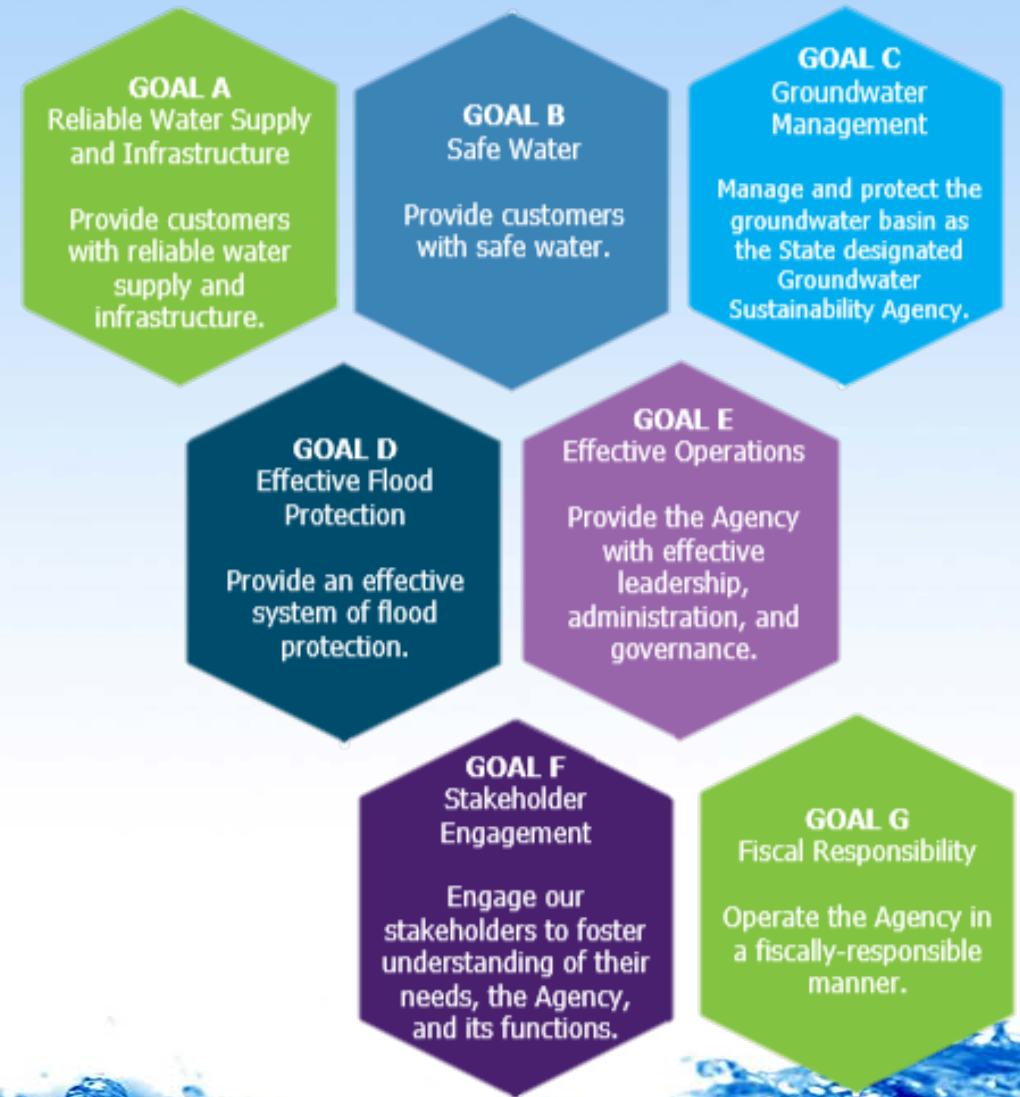 GOAL A
Reliable Water Supply
and Infrastructure
Provide customers
with reliable water
supply and
infrastructure.
GOAL B
Safe Water
Provide customers
with safe water.
GOAL C
Groundwater
Management
Manage and protect the
groundwater basin as
the State designated
Groundwater
Sustainability Agency.
GOAL D
Effective Flood
Protection
Provide an effective
system of flood
protection.
GOAL E
Effective Operations
Provide the Agency
with effective
leadership,
administration, and
governance.
GOAL F
Stakeholder
Engagement
Engage our
stakeholders to foster
understanding of their
needs, the Agency,
and its functions.
GOAL G
Fiscal Responsibility
Operate the Agency in
a fiscally-responsible
manner.